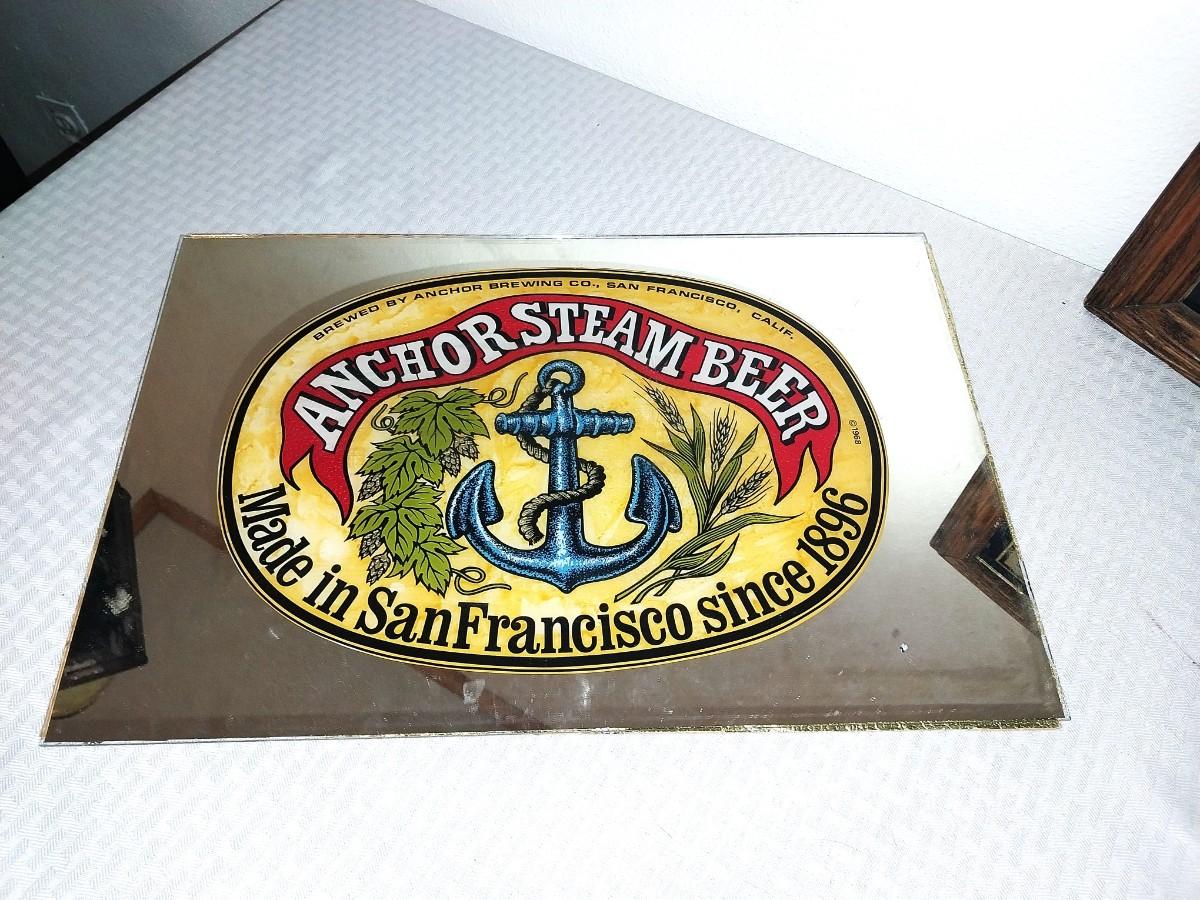 BREWED BY ANCHOR BREWING CO., SAN FRANCISCO, CALIF.
ANCHOR STEAM BEER
©1968
Made in San Francisco since 1896